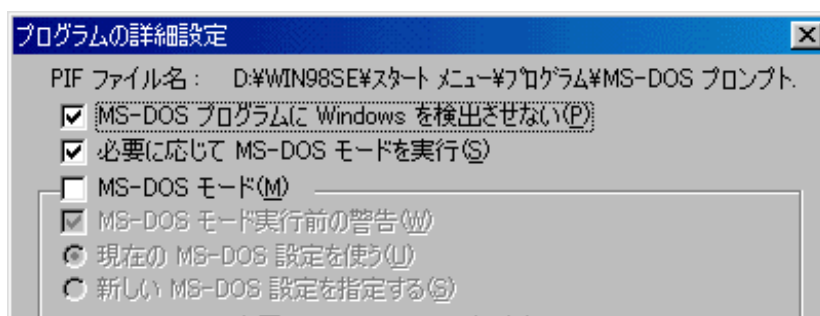 プログラムの詳細設定
PIF ファイル名 : D:¥WIN98SE¥スタート メニュー¥プログラム¥MS-DOS プロンプト.
MS-DOS プログラムに Windows を検出させない(P)
必要に応じて MS-DOS モードを実行(S)
MS-DOS モード(M)
MS-DOS モード実行前の警告(W)
現在の MS-DOS 設定を使う(U)
新しい MS-DOS 設定を指定する(S)